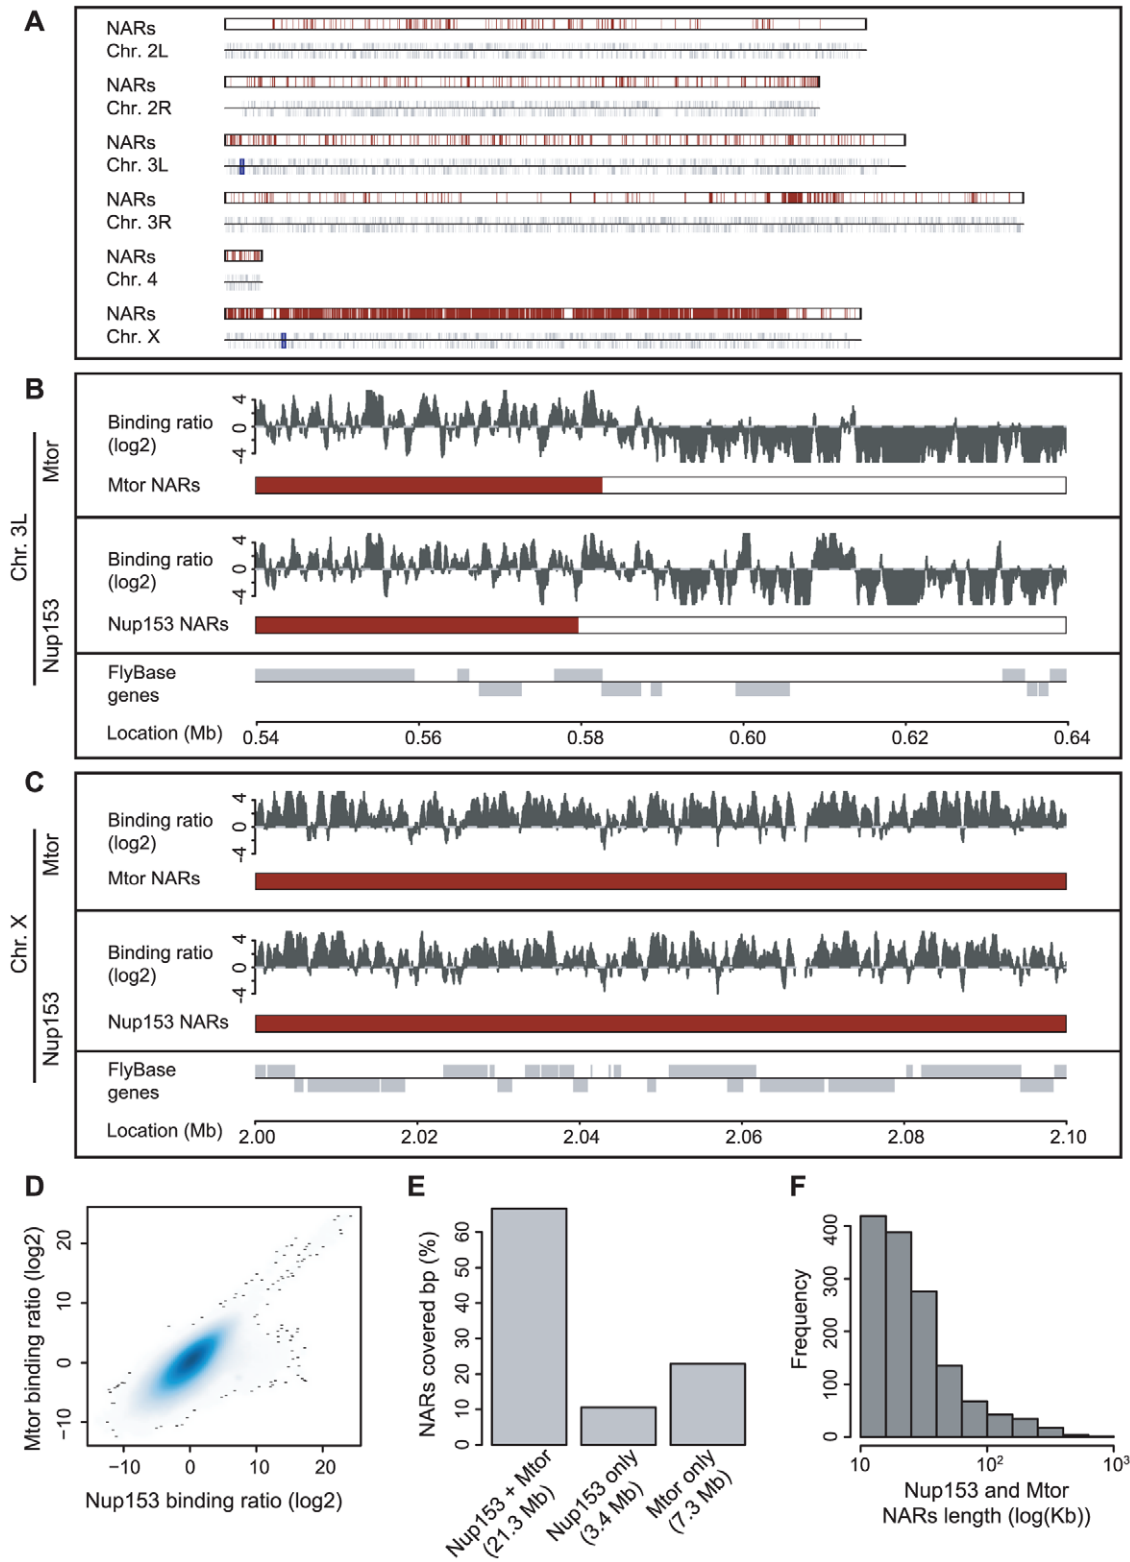 A
NARs
Chr. 2L
NARs
Chr. 2R
NARs
Chr. 3L
NARs
Chr. 3R
NARs
Chr. 4
NARs
Chr. X
B
Chr. 3L
Mtor
Binding ratio
(log2)
4
0
-4
Mtor NARs
Nup153
Binding ratio
(log2)
4
0
-4
Nup153 NARs
FlyBase
genes
Location (Mb)
0.54 0.56 0.58 0.60 0.62 0.64
C
Chr. X
Mtor
Binding ratio
(log2)
4
0
-4
Mtor NARs
Nup153
Binding ratio
(log2)
4
0
-4
Nup153 NARs
FlyBase
genes
Location (Mb)
2.00 2.02 2.04 2.06 2.08 2.10
D
Mtor binding ratio (log2)
20
10
0
−10
−10 0 10 20
Nup153 binding ratio (log2)
E
NARs covered bp (%)
60
50
40
30
20
10
0
Nup153 + Mtor
(21.3 Mb)
Nup153 only
(3.4 Mb)
Mtor only
(7.3 Mb)
F
Frequency
400
300
200
100
0
10 10² 10³
Nup153 and Mtor
NARs length (log(Kb))